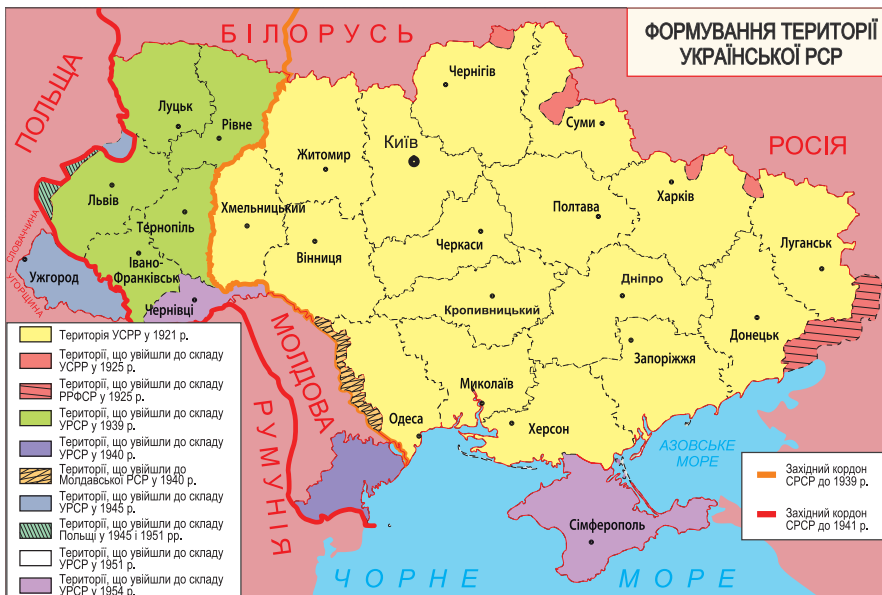 ФОРМУВАННЯ ТЕРИТОРІЇ
УКРАЇНСЬКОЇ РСР
БІЛОРУСЬ
ПОЛЬЩА
РОСІЯ
СЛОВАЧЧИНА
УГОРЩИНА
МОЛДОВА
РУМУНІЯ
Чернігів
Луцьк
Рівне
Суми
Київ
Житомир
Львів
Харків
Тернопіль
Хмельницький
Полтава
Черкаси
Луганськ
Вінниця
Івано-
Франківськ
Ужгород
Чернівці
Дніпро
Кропивницький
Донецьк
Запоріжжя
Миколаїв
Одеса
Херсон
АЗОВСЬКЕ
МОРЕ
Сімферополь
ЧОРНЕ МОРЕ
Територія УСРР у 1921 р.
Території, що увійшли до складу
УСРР у 1925 р.
Території, що увійшли до складу
РРФСР у 1925 р.
Території, що увійшли до складу
УРСР у 1939 р.
Території, що увійшли до складу
УРСР у 1940 р.
Території, що увійшли до
Молдавської РСР у 1940 р.
Території, що увійшли до складу
УРСР у 1945 р.
Території, що увійшли до складу
Польщі у 1945 і 1951 рр.
Території, що увійшли до складу
УРСР у 1951 р.
Території, що увійшли до складу
УРСР у 1954 р.
Західний кордон
СРСР до 1939 р.
Західний кордон
СРСР до 1941 р.